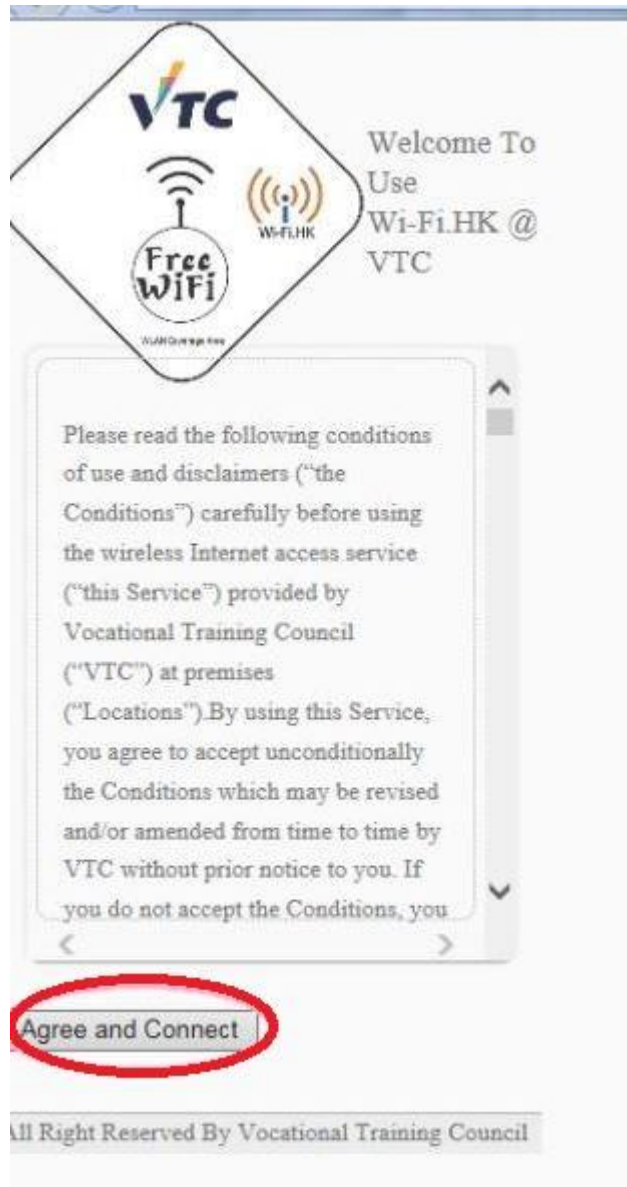 VTC
Wi-Fi.HK
Free
WiFi
WLAN Coverage Area
Welcome To
Use
Wi-Fi.HK @
VTC
Please read the following conditions
of use and disclaimers (“the
Conditions”) carefully before using
the wireless Internet access service
(“this Service”) provided by
Vocational Training Council
(“VTC”) at premises
(“Locations”).By using this Service,
you agree to accept unconditionally
the Conditions which may be revised
and/or amended from time to time by
VTC without prior notice to you. If
you do not accept the Conditions, you
Agree and Connect
All Right Reserved By Vocational Training Council